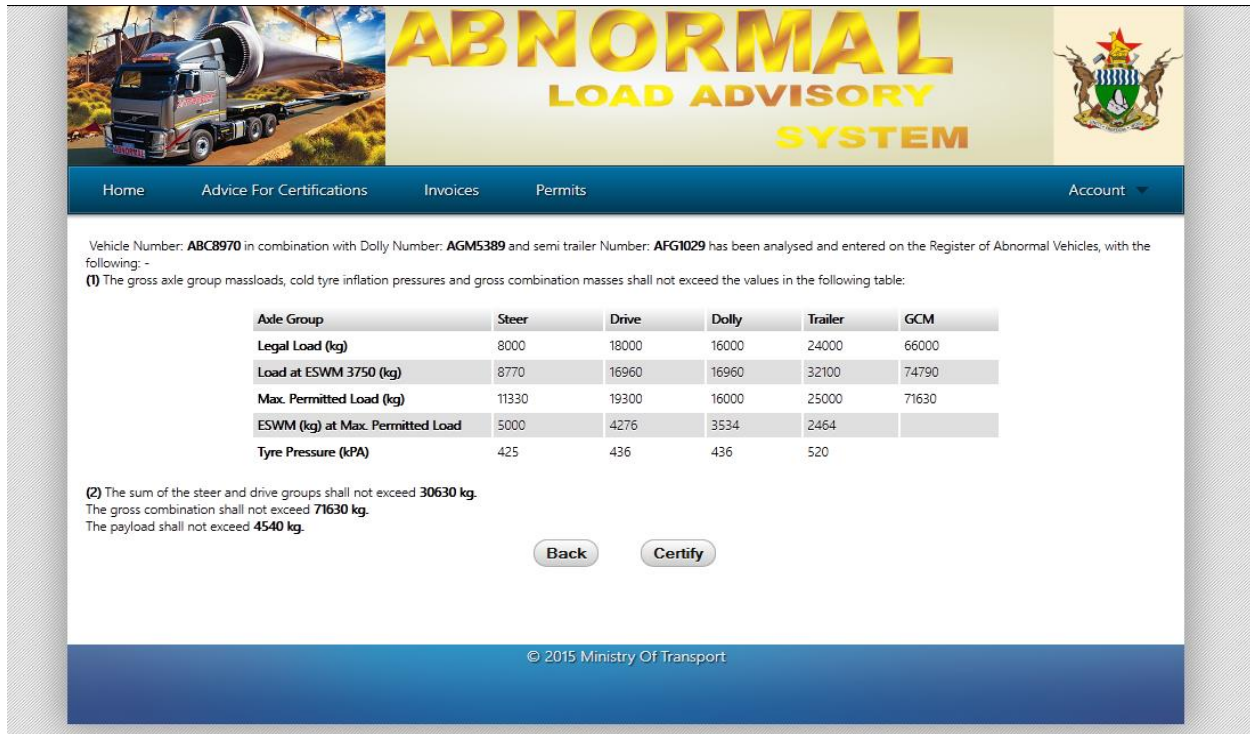 ABNORMAL
LOAD ADVISORY
SYSTEM
ABNORMAL
Home Advice For Certifications Invoices Permits Account
Vehicle Number: ABC8970 in combination with Dolly Number: AGM5389 and semi trailer Number: AFG1029 has been analysed and entered on the Register of Abnormal Vehicles, with the
following: -
(1) The gross axle group massloads, cold tyre inflation pressures and gross combination masses shall not exceed the values in the following table:
Axle Group Steer Drive Dolly Trailer GCM
Legal Load (kg) 8000 18000 16000 24000 66000
Load at ESWM 3750 (kg) 8770 16960 16960 32100 74790
Max. Permitted Load (kg) 11330 19300 16000 25000 71630
ESWM (kg) at Max. Permitted Load 5000 4276 3534 2464
Tyre Pressure (kPA) 425 436 436 520
(2) The sum of the steer and drive groups shall not exceed 30630 kg.
The gross combination shall not exceed 71630 kg.
The payload shall not exceed 4540 kg.
Back Certify
© 2015 Ministry Of Transport